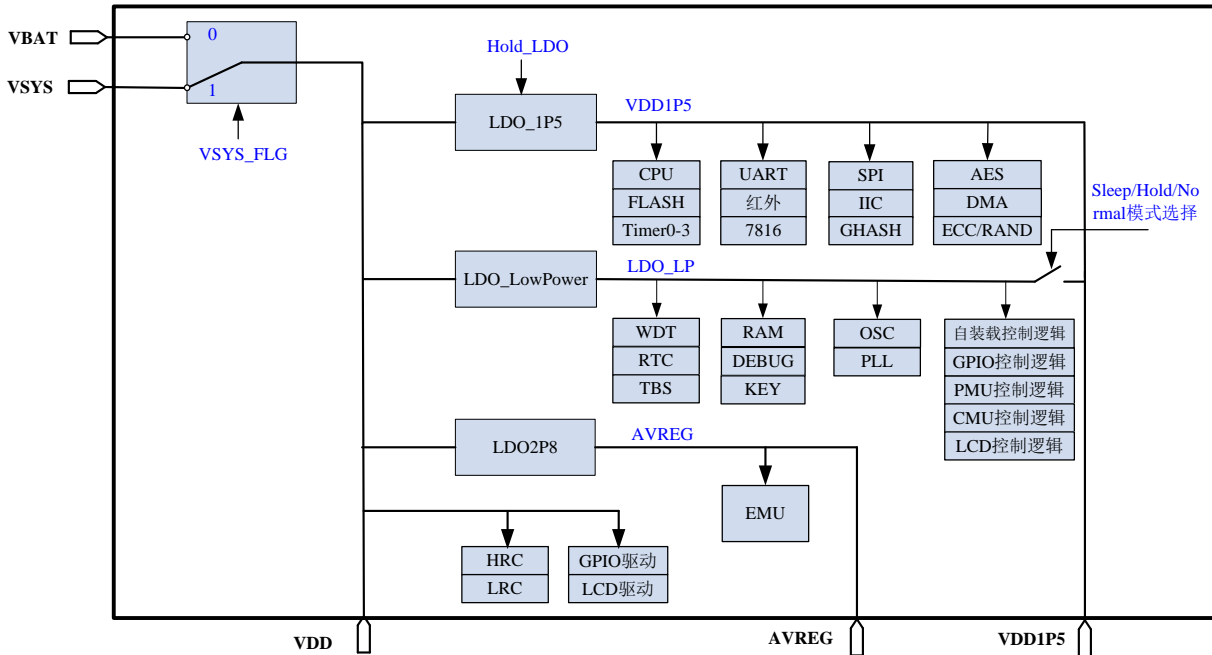 VBAT
0
VSYS
1
VSYS_FLG
Hold_LDO
LDO_1P5
VDD1P5
CPU
FLASH
Timer0-3
UART
红外
7816
SPI
IIC
GHASH
AES
DMA
ECC/RAND
Sleep/Hold/No
rmal模式选择
LDO_LowPower
LDO_LP
WDT
RTC
TBS
RAM
DEBUG
KEY
OSC
PLL
自装载控制逻辑
GPIO控制逻辑
PMU控制逻辑
CMU控制逻辑
LCD控制逻辑
LDO2P8
AVREG
EMU
HRC
LRC
GPIO驱动
LCD驱动
VDD
AVREG
VDD1P5